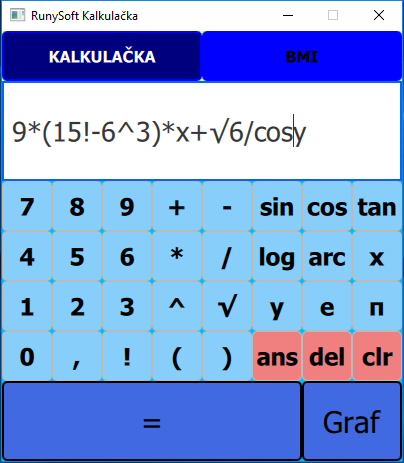 RunySoft Kalkulačka
KALKULAČKA BMI
9*(15!-6^3)*x+√6/cosy
7 8 9 + - sin cos tan
4 5 6 * / log arc x
1 2 3 ^ √ y e п
0 , ! ( ) ans del clr
= Graf